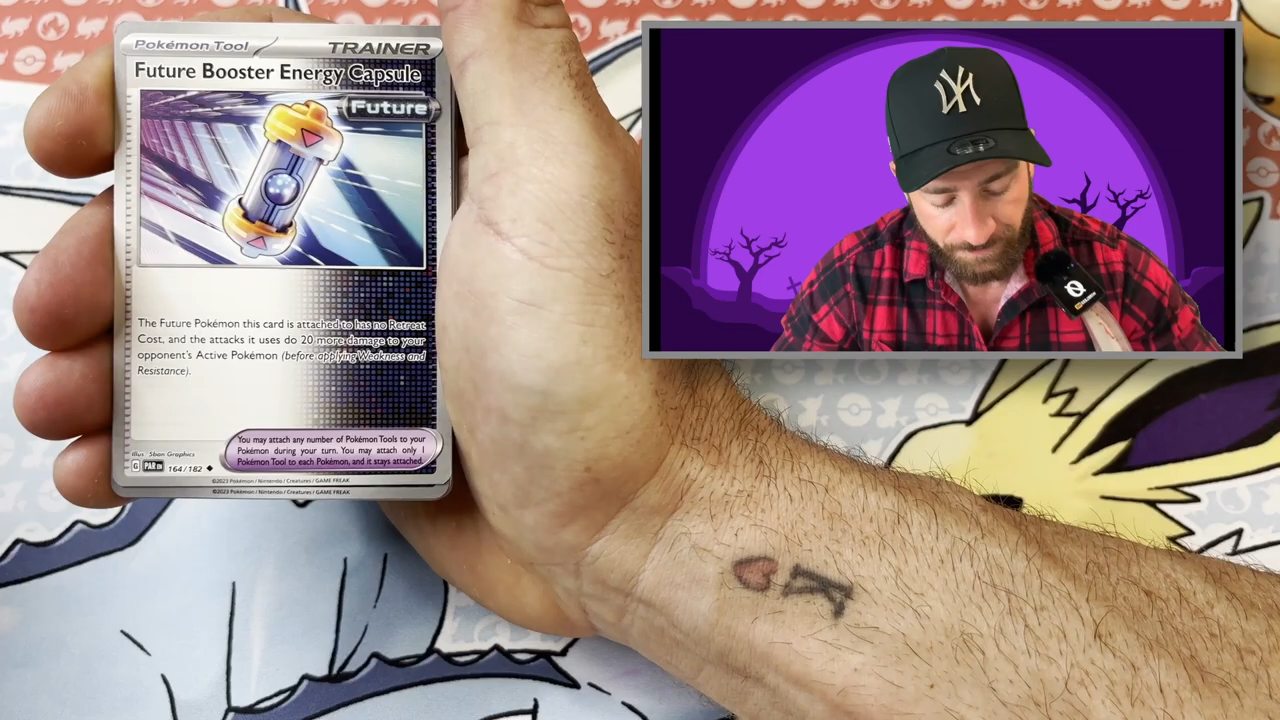 Pokémon Tool
TRAINER
Future Booster Energy Capsule
Future
The Future Pokémon this card is attached to has no Retreat
Cost, and the attacks it uses do 20 more damage to your
opponent's Active Pokémon (before applying Weakness and
Resistance).
You may attach any number of Pokémon Tools to your
Pokémon during your turn. You may attach only 1
Pokémon Tool to each Pokémon, and it stays attached.
Illus. 5ban Graphics
G PAR EN 164/182
©2023 Pokémon / Nintendo / Creatures / GAME FREAK
©2023 Pokémon / Nintendo / Creatures / GAME FREAK
NY
K